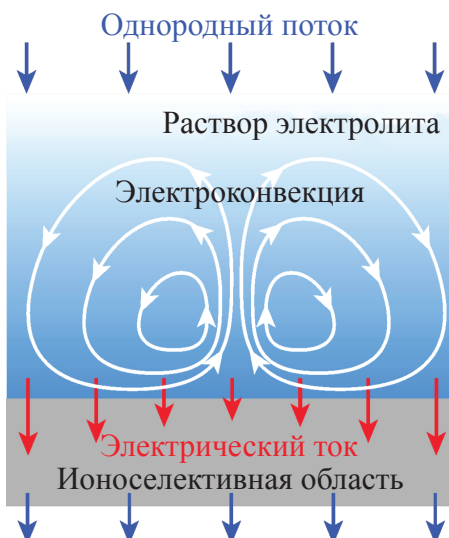 Однородный поток
Раствор электролита
Электроконвекция
Электрический ток
Ионоселективная область